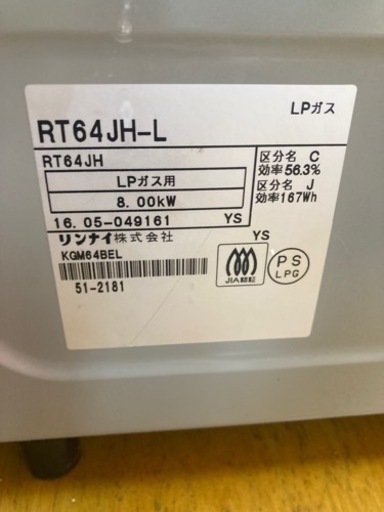 LPガス
RT64JH-L
RT64JH
LPガス用
8.00kW
区分名 C
効率56.3%
区分名 J
効率167Wh
16.05-049161 YS
リンナイ株式会社 YS
KGM64BEL
51-2181
JIA認証
PS
LPG